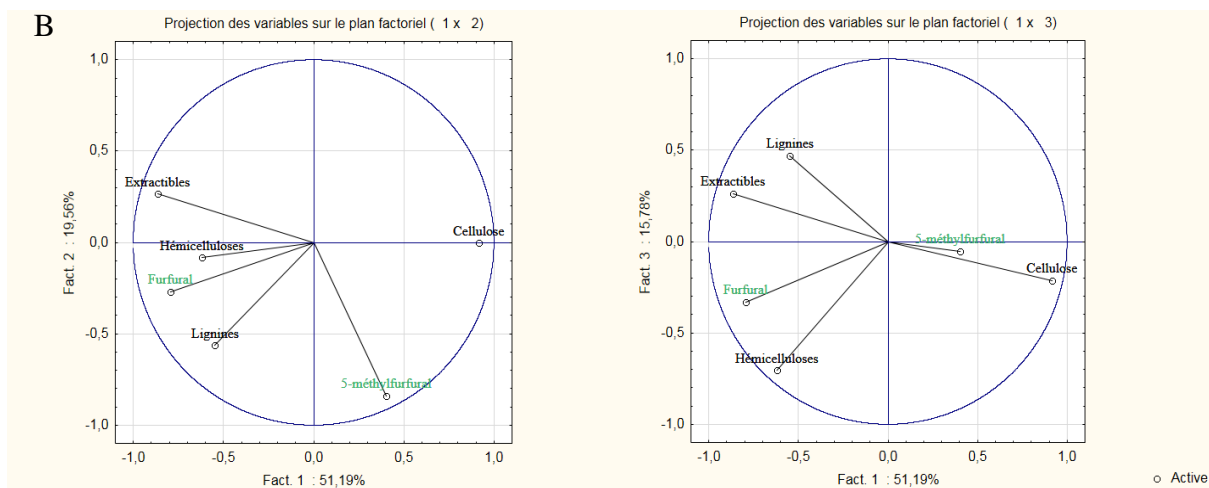 B
Projection des variables sur le plan factoriel ( 1 x 2)
1,0
0,5
0,0
-0,5
-1,0
Fact. 2 : 19,56%
Extractibles
Cellulose
Hémicelluloses
Furfural
Lignines
5-méthylfurfural
-1,0 -0,5 0,0 0,5 1,0
Fact. 1 : 51,19%
Projection des variables sur le plan factoriel ( 1 x 3)
1,0
0,5
0,0
-0,5
-1,0
Fact. 3 : 15,78%
Lignines
Extractibles
5-méthylfurfural
Cellulose
Furfural
Hémicelluloses
-1,0 -0,5 0,0 0,5 1,0
Fact. 1 : 51,19%
Active